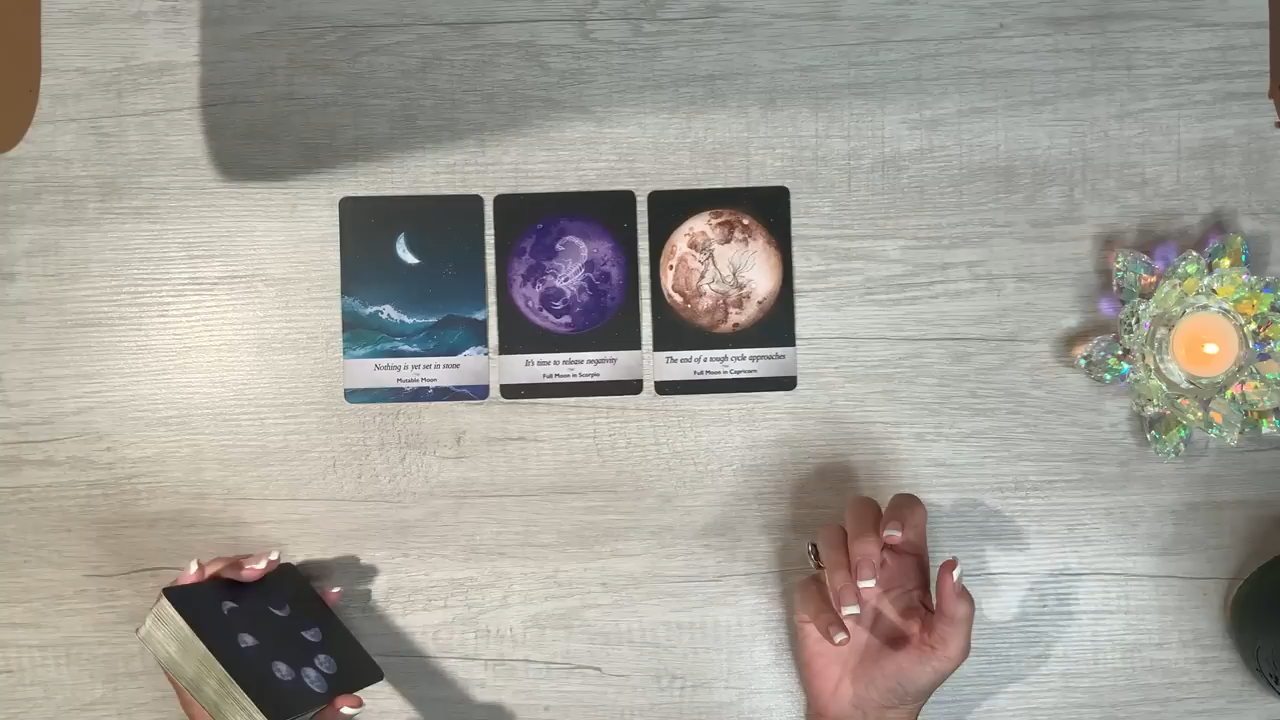 Nothing is yet set in stone
Mutable Moon
It's time to release negativity
Full Moon in Scorpio
The end of a tough cycle approaches
Full Moon in Capricorn